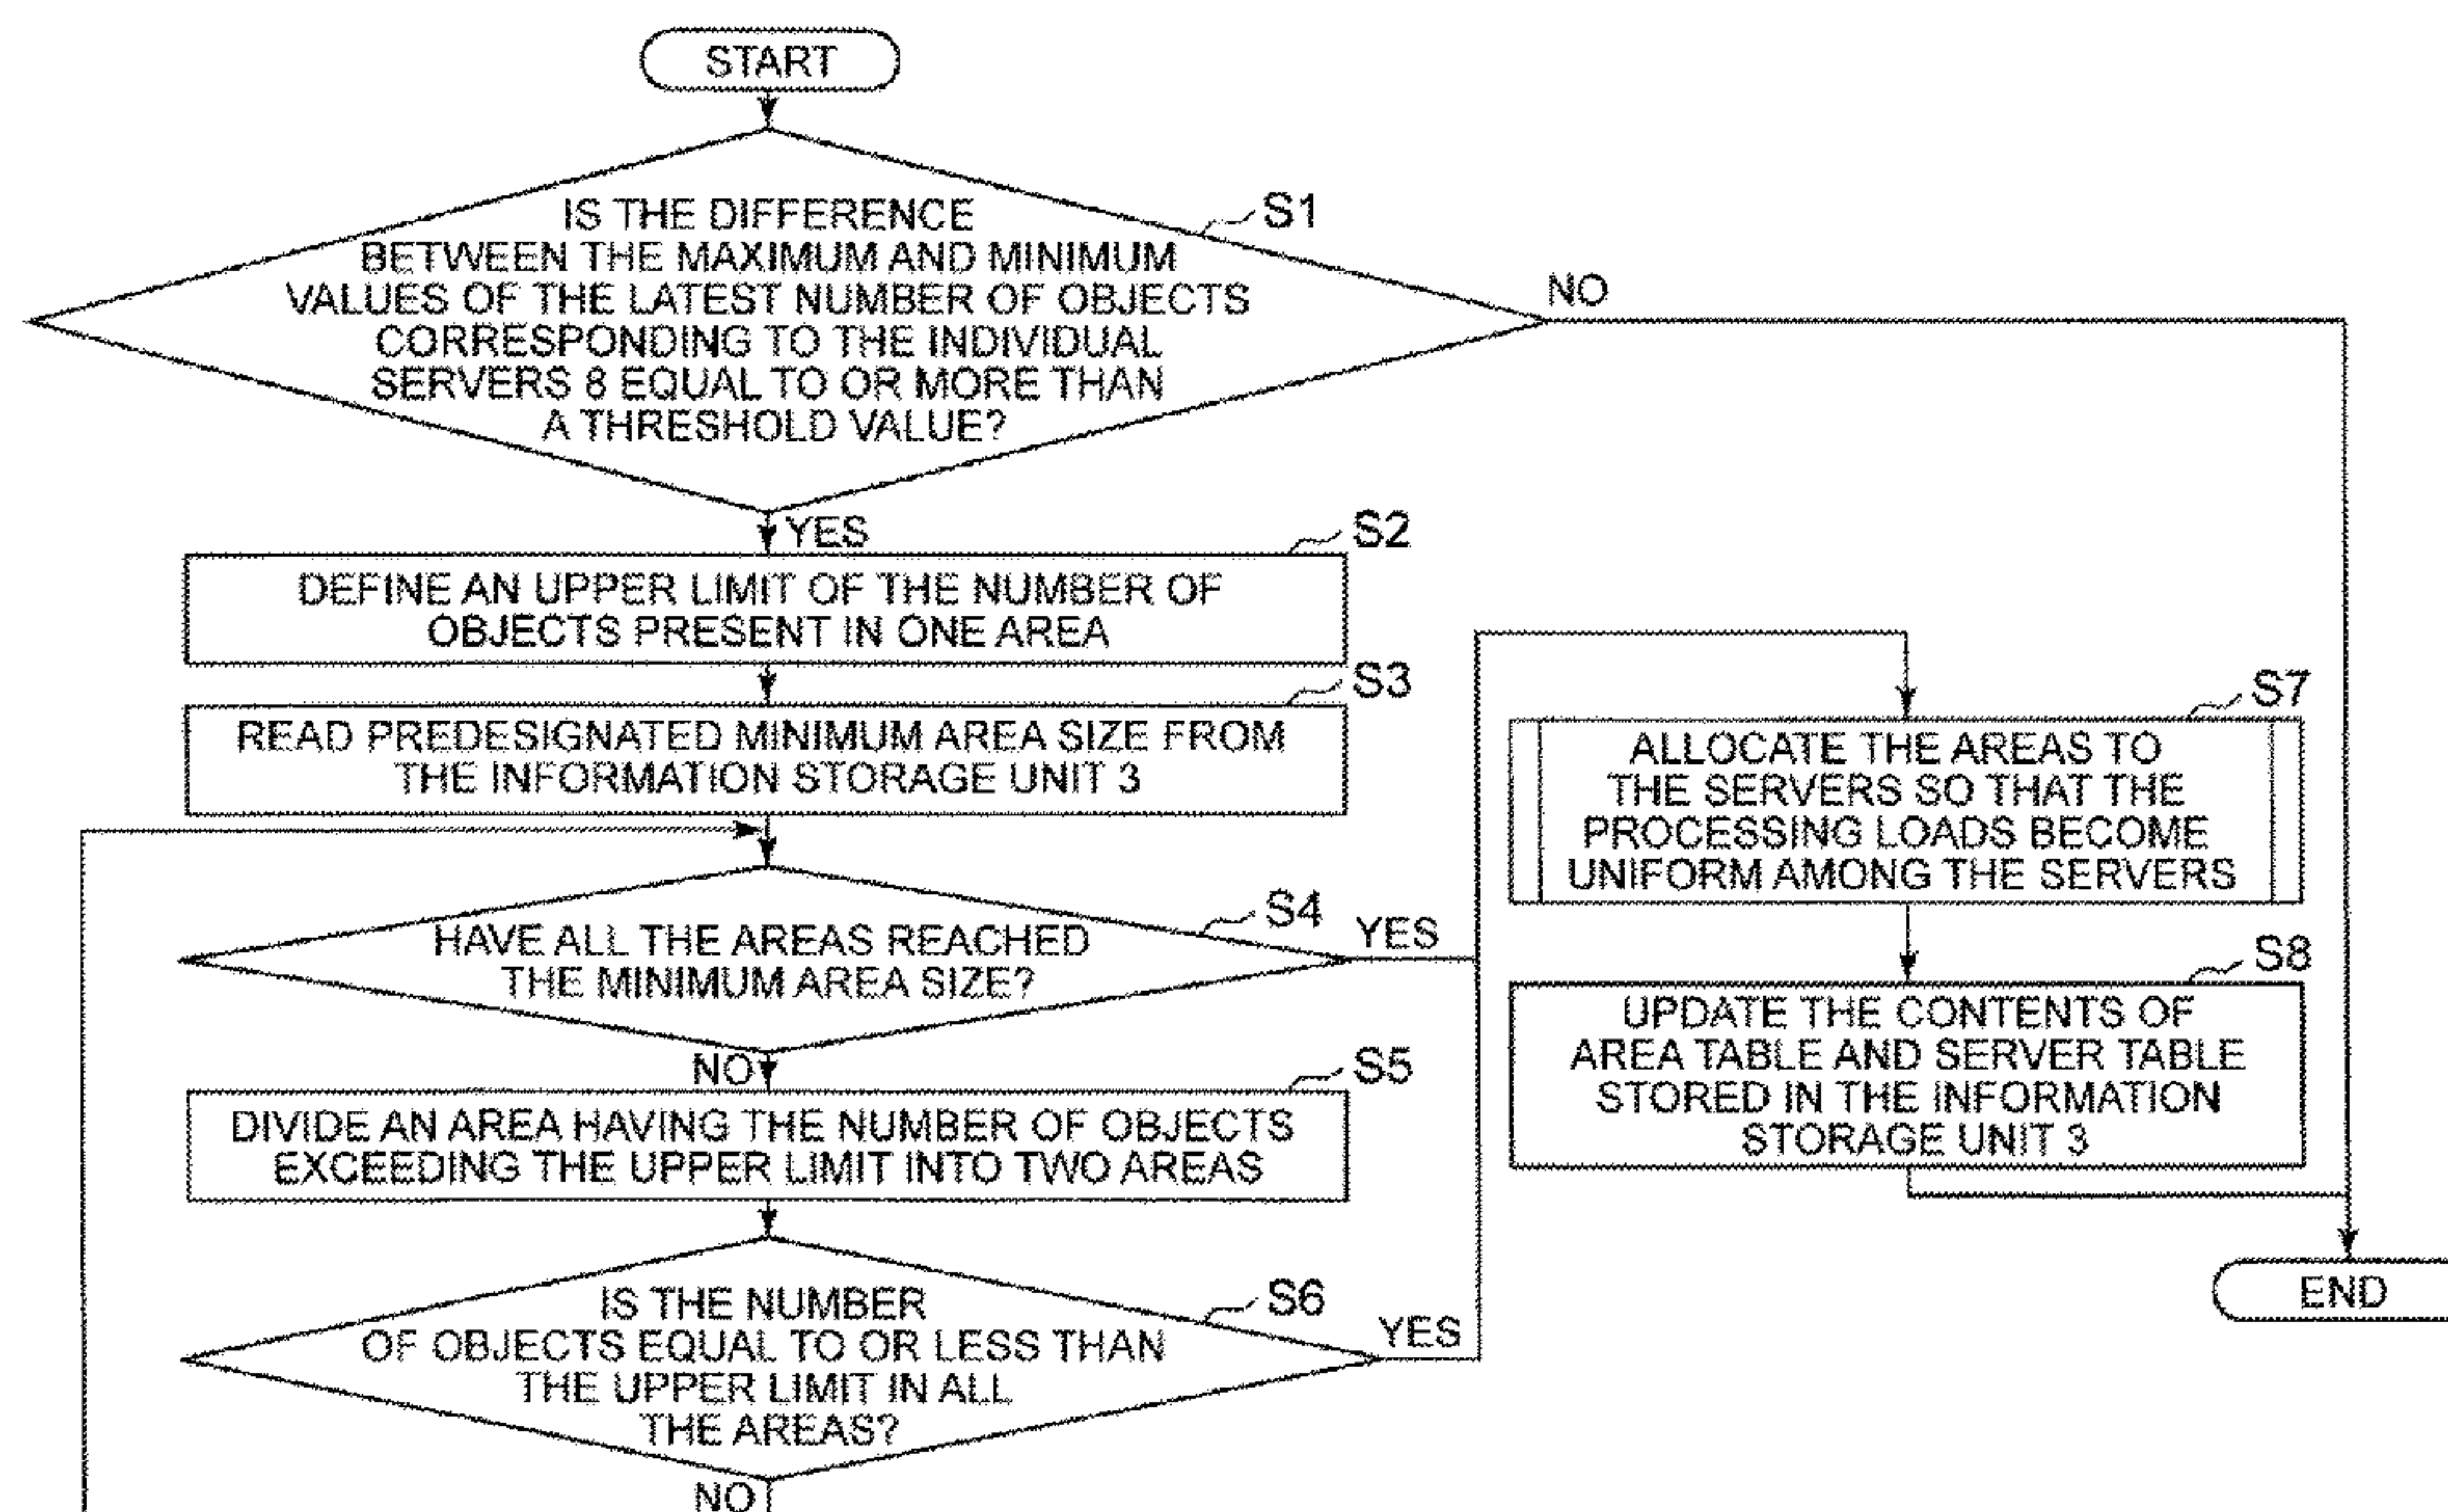 START
IS THE DIFFERENCE
BETWEEN THE MAXIMUM AND MINIMUM
VALUES OF THE LATEST NUMBER OF OBJECTS
CORRESPONDING TO THE INDIVIDUAL
SERVERS 8 EQUAL TO OR MORE THAN
A THRESHOLD VALUE?
S1
NO
YES
S2
DEFINE AN UPPER LIMIT OF THE NUMBER OF
OBJECTS PRESENT IN ONE AREA
S3
READ PREDESIGNATED MINIMUM AREA SIZE FROM
THE INFORMATION STORAGE UNIT 3
S4
HAVE ALL THE AREAS REACHED
THE MINIMUM AREA SIZE?
YES
NO
S5
DIVIDE AN AREA HAVING THE NUMBER OF OBJECTS
EXCEEDING THE UPPER LIMIT INTO TWO AREAS
S6
IS THE NUMBER
OF OBJECTS EQUAL TO OR LESS THAN
THE UPPER LIMIT IN ALL
THE AREAS?
YES
NO
S7
ALLOCATE THE AREAS TO
THE SERVERS SO THAT THE
PROCESSING LOADS BECOME
UNIFORM AMONG THE SERVERS
S8
UPDATE THE CONTENTS OF
AREA TABLE AND SERVER TABLE
STORED IN THE INFORMATION
STORAGE UNIT 3
END